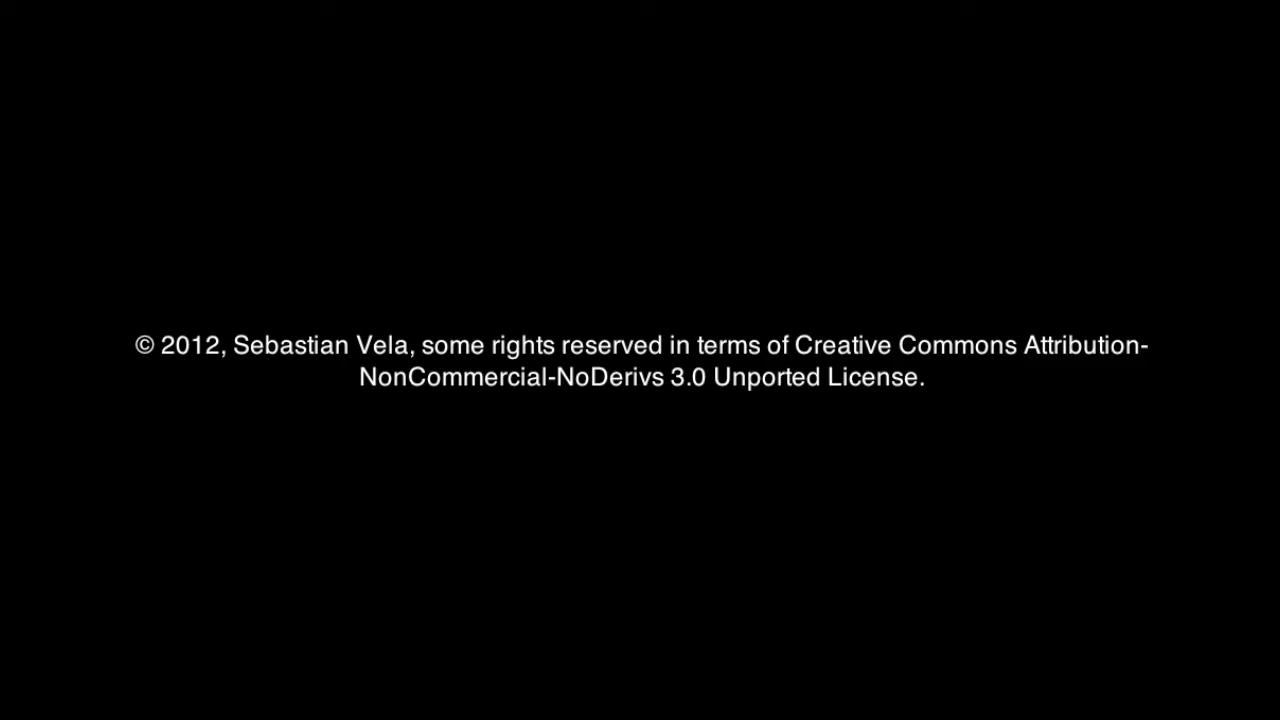 © 2012, Sebastian Vela, some rights reserved in terms of Creative Commons Attribution-
NonCommercial-NoDerivs 3.0 Unported License.